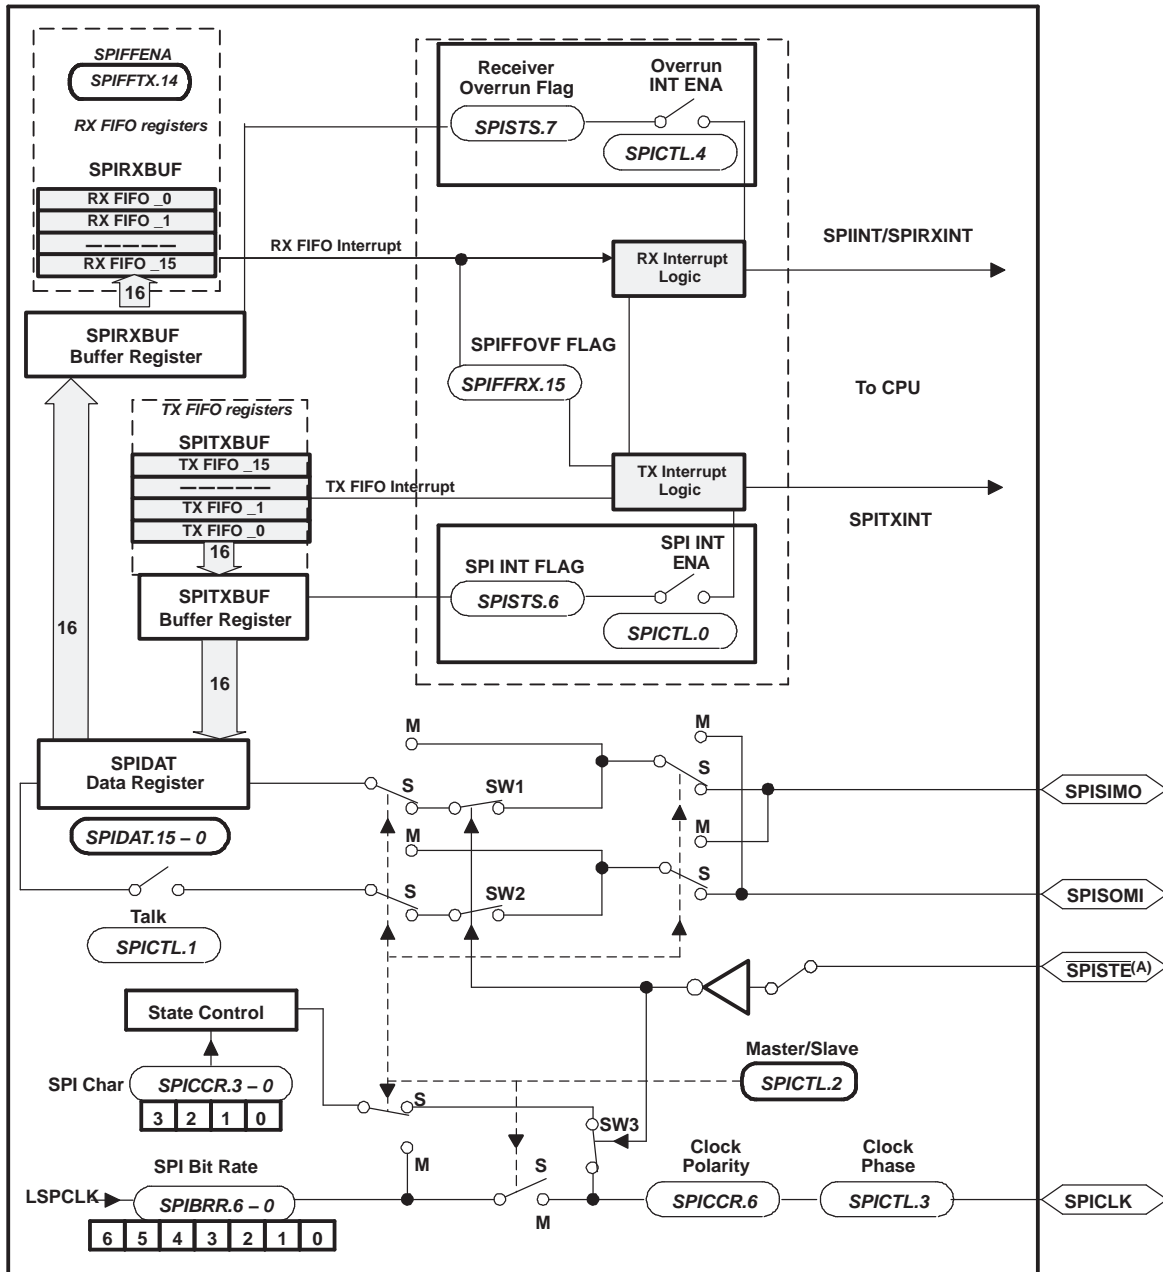 SPIFFENA
SPIFFTX.14
RX FIFO registers
SPIRXBUF
RX FIFO _0
RX FIFO _1
— — — — —
RX FIFO _15
16
SPIRXBUF
Buffer Register
Receiver
Overrun Flag
SPISTS.7
Overrun
INT ENA
SPICTL.4
RX FIFO Interrupt
RX Interrupt
Logic
SPIINT/SPIRXINT
SPIFFOVF FLAG
SPIFFRX.15
To CPU
TX FIFO registers
SPITXBUF
TX FIFO _15
— — — — —
TX FIFO _1
TX FIFO _0
16
TX FIFO Interrupt
TX Interrupt
Logic
SPITXINT
SPITXBUF
Buffer Register
SPI INT FLAG
SPISTS.6
SPI INT
ENA
SPICTL.0
16
16
SPIDAT
Data Register
SPIDAT.15 – 0
M
S
SW1
M
S
SPISIMO
M
S
SW2
M
S
SPISOMI
Talk
SPICTL.1
SPISTE(A)
State Control
Master/Slave
SPICTL.2
SPI Char
SPICCR.3 – 0
3 2 1 0
S
M
SW3
SPI Bit Rate
LSPCLK
SPIBRR.6 – 0
6 5 4 3 2 1 0
S
M
Clock
Polarity
SPICCR.6
Clock
Phase
SPICTL.3
SPICLK